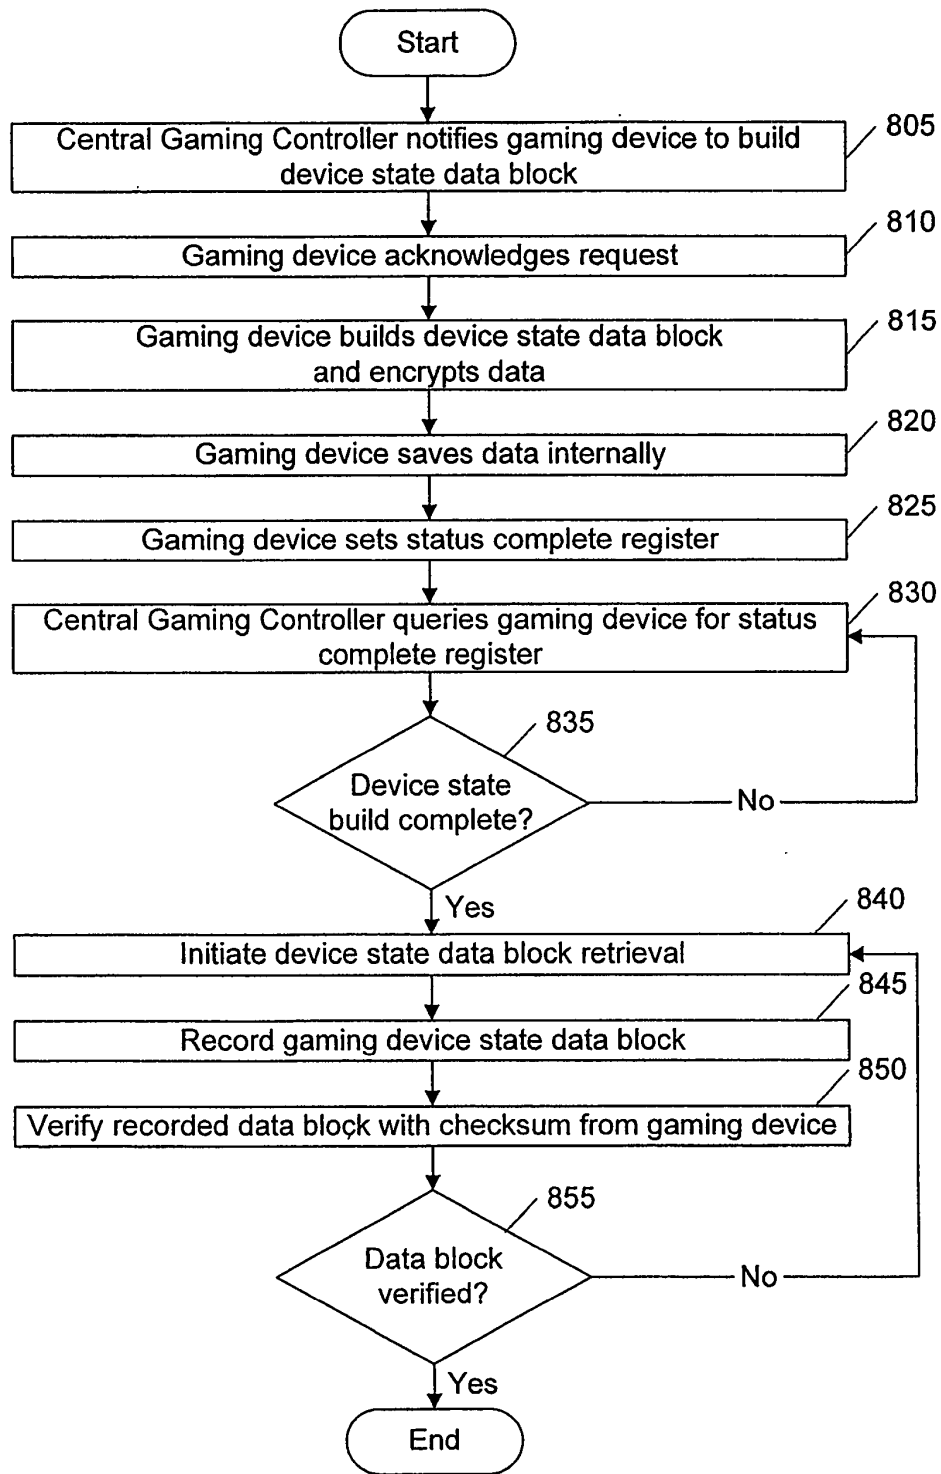 Start
805
Central Gaming Controller notifies gaming device to build
device state data block
810
Gaming device acknowledges request
815
Gaming device builds device state data block
and encrypts data
820
Gaming device saves data internally
825
Gaming device sets status complete register
830
Central Gaming Controller queries gaming device for status
complete register
835
Device state
build complete?
No
Yes
840
Initiate device state data block retrieval
845
Record gaming device state data block
850
Verify recorded data block with checksum from gaming device
855
Data block
verified?
No
Yes
End